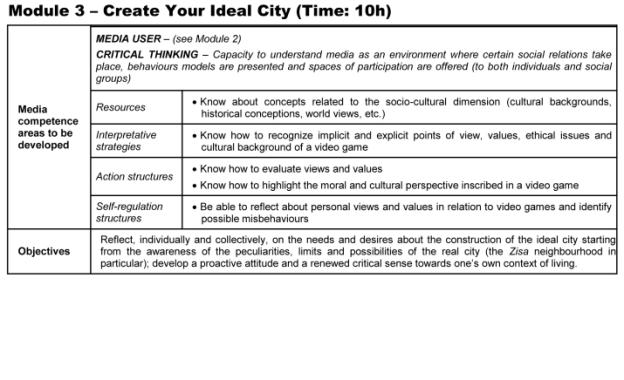 Module 3 – Create Your Ideal City (Time: 10h)
MEDIA USER – (see Module 2)
CRITICAL THINKING – Capacity to understand media as an environment where certain social relations take
place, behaviours models are presented and spaces of participation are offered (to both individuals and social
groups)
Media
competence
areas to be
developed
Resources
• Know about concepts related to the socio-cultural dimension (cultural backgrounds,
historical conceptions, world views, etc.)
Interpretative
strategies
• Know how to recognize implicit and explicit points of view, values, ethical issues and
cultural background of a video game
Action structures
• Know how to evaluate views and values
• Know how to highlight the moral and cultural perspective inscribed in a video game
Self-regulation
structures
• Be able to reflect about personal views and values in relation to video games and identify
possible misbehaviours
Objectives
Reflect, individually and collectively, on the needs and desires about the construction of the ideal city starting
from the awareness of the peculiarities, limits and possibilities of the real city (the Zisa neighbourhood in
particular); develop a proactive attitude and a renewed critical sense towards one's own context of living.